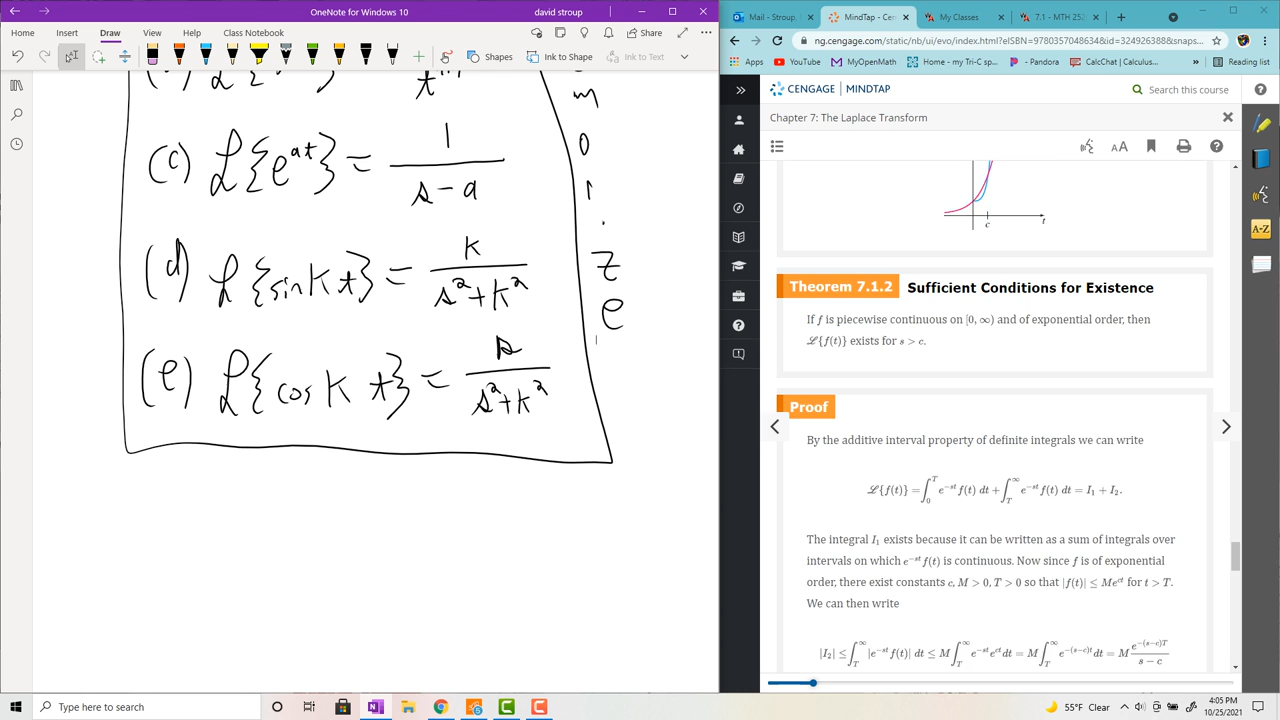 OneNote for Windows 10
david stroup
Home Insert Draw View Help Class Notebook
Share
Shapes Ink to Shape Ink to Text
(c) ℒ{e^{at}} = 1/(s-a)
(d) ℒ{sin k t} = k/(s²+k²)
(e) ℒ{cos k t} = s/(s²+k²)
m
o
r
i
z
e
Mail - Stroup, D
MindTap - Cen
My Classes
7.1 - MTH 25
ng.cengage.com/static/nb/ui/evo/index.html?eISBN=9780357048634&id=324926388&snaps...
Apps YouTube MyOpenMath Home - my Tri-C sp... Pandora CalcChat | Calculus... Reading list
CENGAGE | MINDTAP
Search this course
Chapter 7: The Laplace Transform
AA
A-Z
c
t
Theorem 7.1.2 Sufficient Conditions for Existence
If f is piecewise continuous on [0, ∞) and of exponential order, then
ℒ{f(t)} exists for s > c.
Proof
By the additive interval property of definite integrals we can write
ℒ{f(t)} = ∫_0^T e^{−st} f(t) dt + ∫_T^∞ e^{−st} f(t) dt = I₁ + I₂.
The integral I₁ exists because it can be written as a sum of integrals over
intervals on which e^{−st} f(t) is continuous. Now since f is of exponential
order, there exist constants c, M > 0, T > 0 so that |f(t)| ≤ Me^{ct} for t > T.
We can then write
|I₂| ≤ ∫_T^∞ |e^{−st} f(t)| dt ≤ M ∫_T^∞ e^{−st} e^{ct} dt = M ∫_T^∞ e^{−(s−c)t} dt = M e^{−(s−c)T}/(s − c)
Type here to search
55°F Clear
4:05 PM
10/25/2021